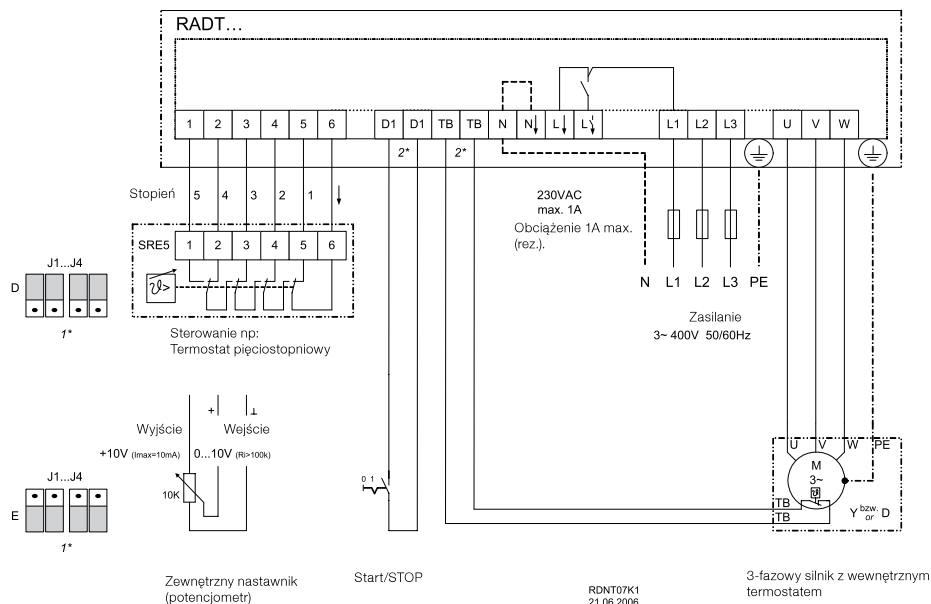 RADT...
1 2 3 4 5 6 D1 D1 TB TB N N L L L1 L2 L3 U V W
2* 2*
Stopień 5 4 3 2 1
SRE5 1 2 3 4 5 6
ϑ>
230VAC
max. 1A
Obciążenie 1A max.
(rez.).
N L1 L2 L3 PE
Zasilanie
3~ 400V 50/60Hz
J1...J4
D
1*
Sterowanie np:
Termostat pięciostopniowy
+ ⊥
Wyjście Wejście
+10V (Imax=10mA) 0...10V (Ri>100k)
10K
J1...J4
E
1*
0 1
U V W PE
M
3~
ϑ
TB
TB
Y bzw. or D
Zewnętrzny nastawnik
(potencjometr)
Start/STOP
RDNT07K1
21.06.2006
3-fazowy silnik z wewnętrznym
termostatem